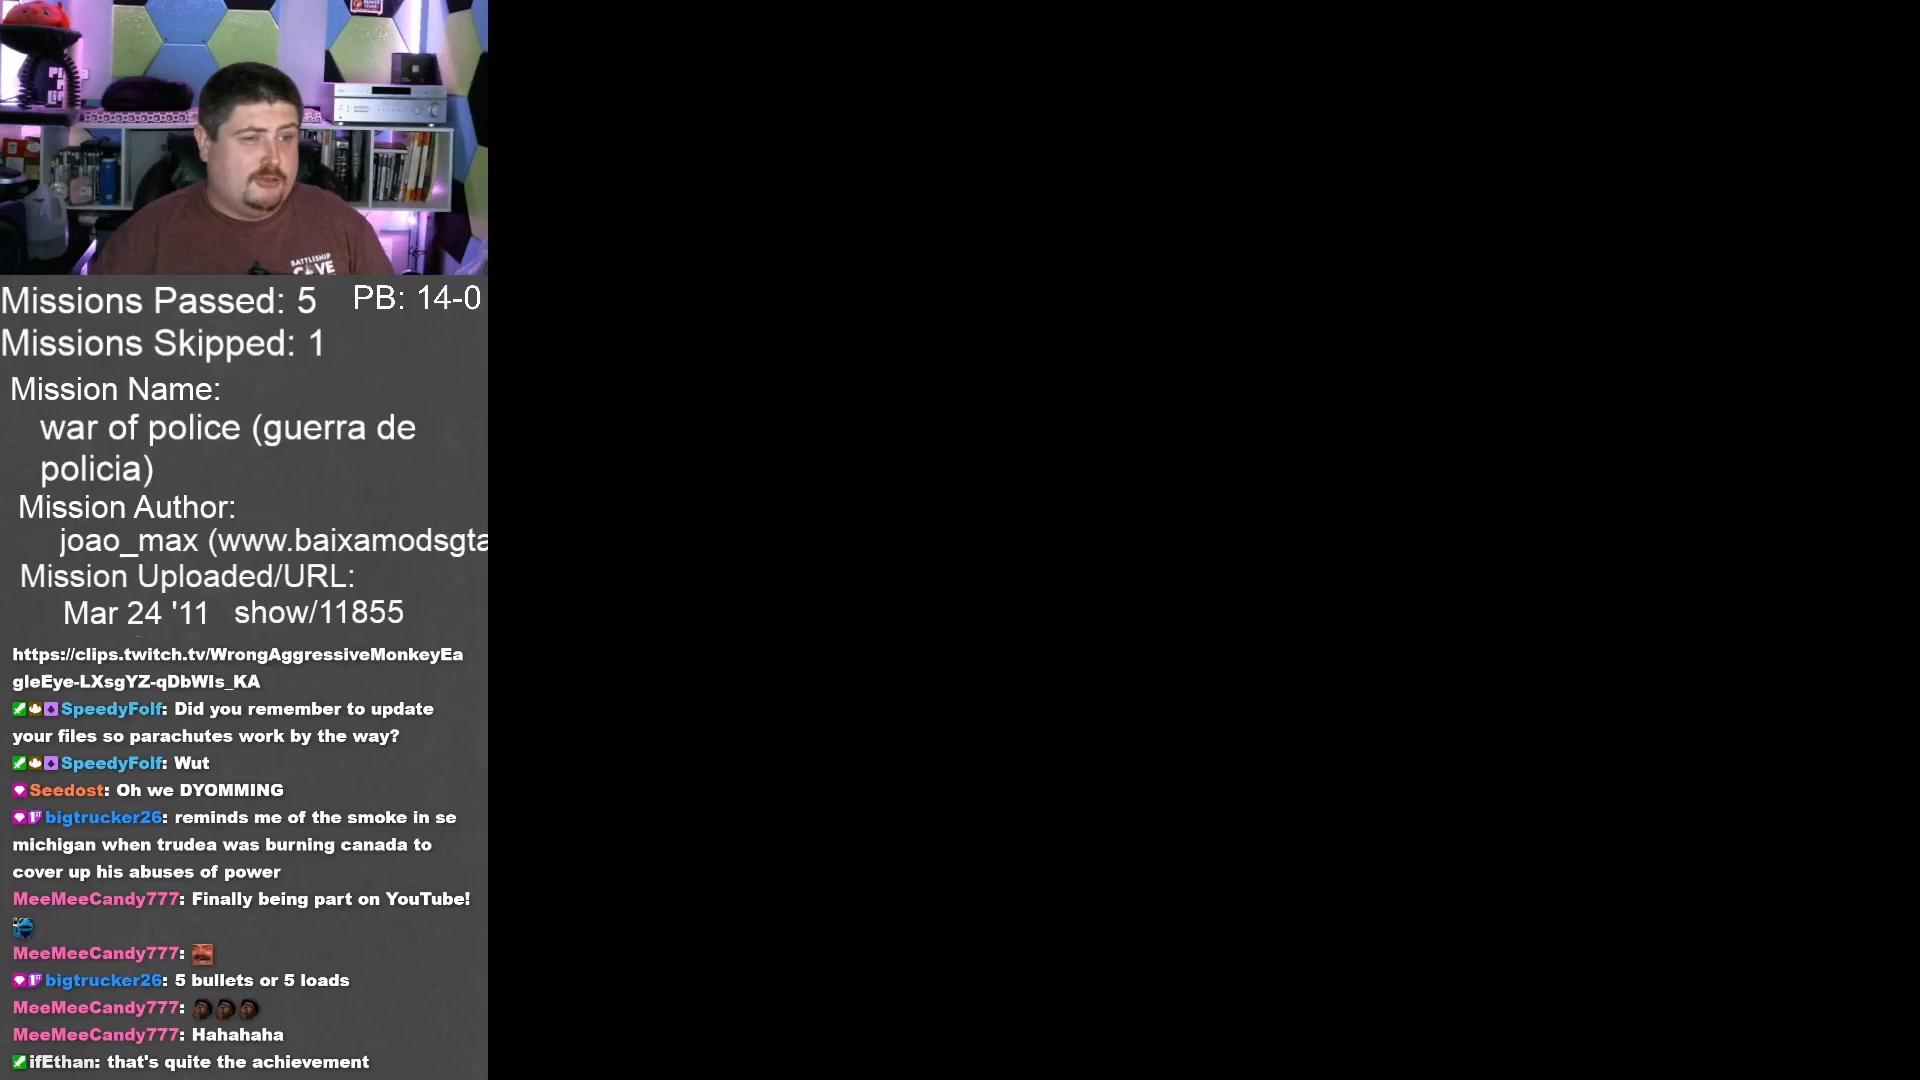 BATTLESHIP
Missions Passed: 5 PB: 14-0
Missions Skipped: 1
Mission Name:
war of police (guerra de
policia)
Mission Author:
joao_max (www.baixamodsgta
Mission Uploaded/URL:
Mar 24 '11 show/11855
https://clips.twitch.tv/WrongAggressiveMonkeyEa
gleEye-LXsgYZ-qDbWls_KA
SpeedyFolf: Did you remember to update
your files so parachutes work by the way?
SpeedyFolf: Wut
Seedost: Oh we DYOMMING
bigtrucker26: reminds me of the smoke in se
michigan when trudea was burning canada to
cover up his abuses of power
MeeMeeCandy777: Finally being part on YouTube!
MeeMeeCandy777:
bigtrucker26: 5 bullets or 5 loads
MeeMeeCandy777:
MeeMeeCandy777: Hahahaha
ifEthan: that's quite the achievement